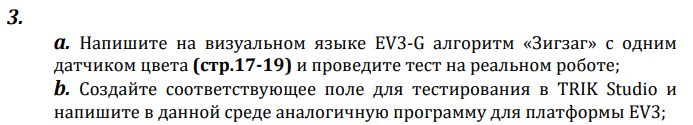 3.
a. Напишите на визуальном языке EV3-G алгоритм «Зигзаг» с одним
датчиком цвета (стр.17-19) и проведите тест на реальном роботе;
b. Создайте соответствующее поле для тестирования в TRIK Studio и
напишите в данной среде аналогичную программу для платформы EV3;